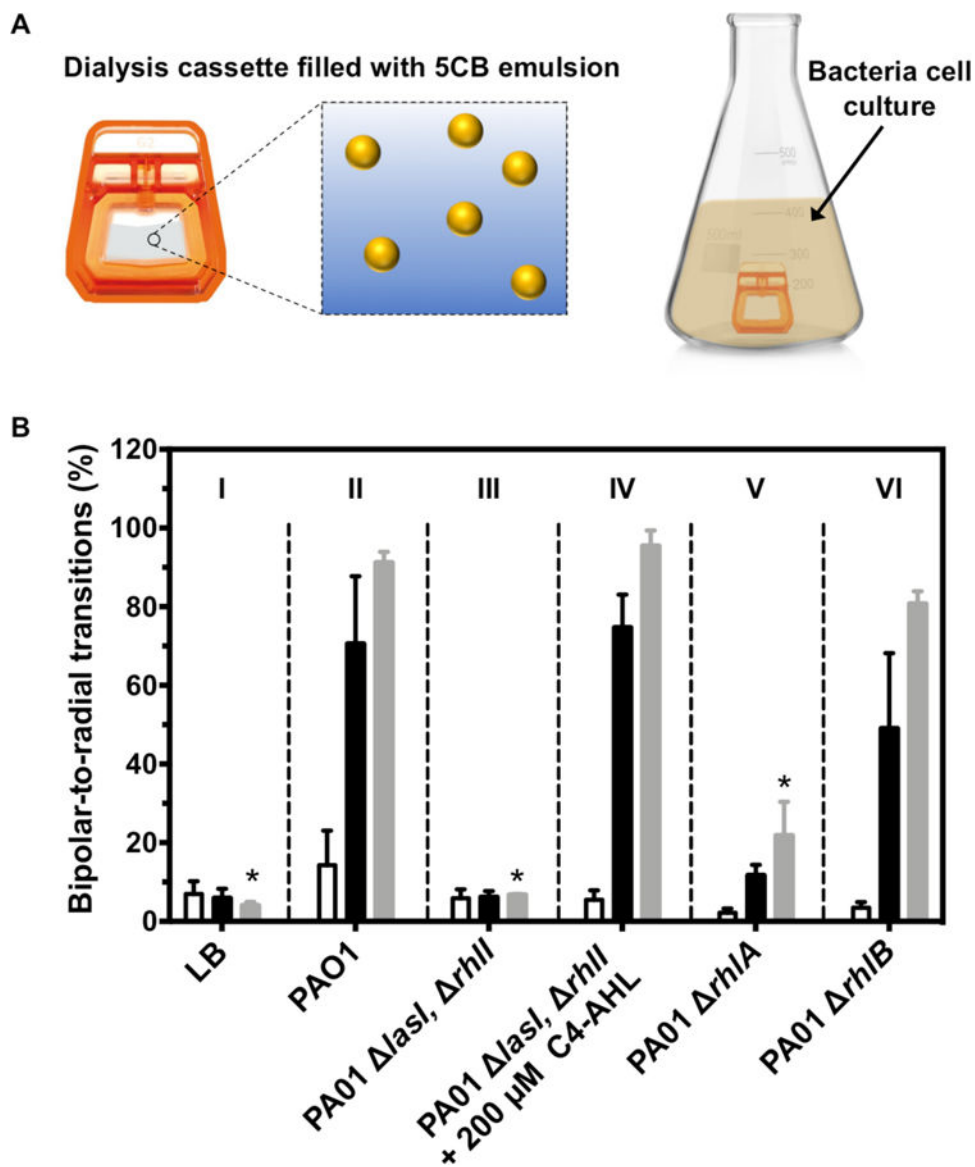 A
Dialysis cassette filled with 5CB emulsion
Bacteria cell
culture
500
400
300
200
B
Bipolar-to-radial transitions (%)
120
100
80
60
40
20
0
I
II
III
IV
V
VI
*
*
*
LB
PAO1
PA01 ΔlasI, ΔrhlI
PA01 ΔlasI, ΔrhlI
+ 200 μM C4-AHL
PA01 ΔrhlA
PA01 ΔrhlB